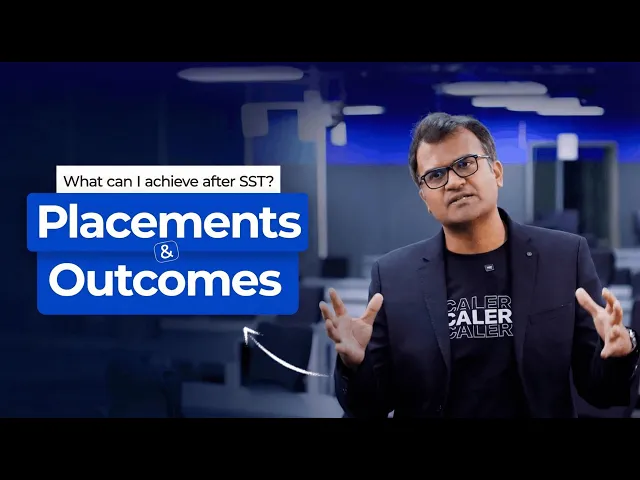 What can I achieve after SST?
Placements
&
Outcomes
CALER
CALER
CALER